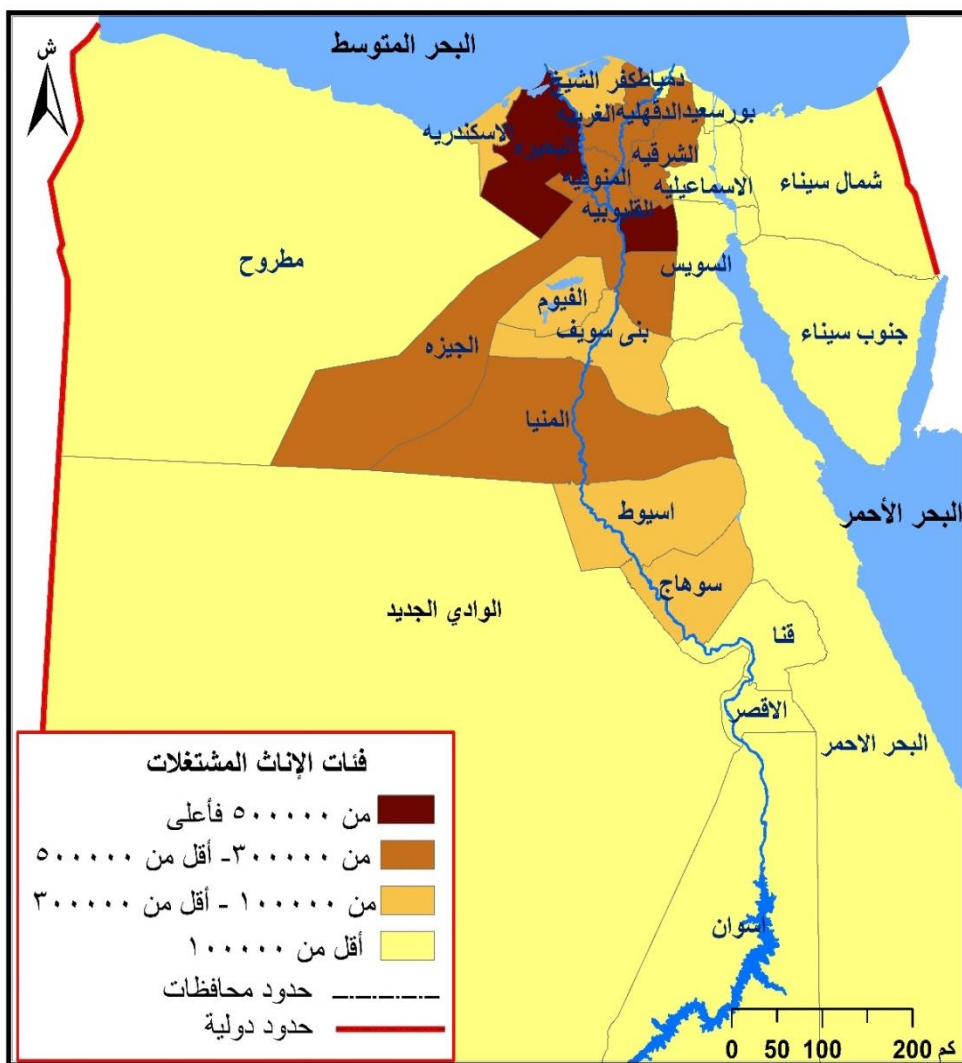 البحر المتوسط
ش
دمياط
كفر الشيخ
بورسعيد
الدقهليه
الغربيه
الاسكندريه
البحيره
الشرقيه
شمال سيناء
المنوفيه
الاسماعيليه
القليوبيه
مطروح
السويس
الفيوم
جنوب سيناء
بنى سويف
الجيزه
المنيا
البحر الأحمر
اسيوط
سوهاج
الوادي الجديد
قنا
الاقصر
البحر الاحمر
اسوان
فئات الإناث المشتغلات
من ٥٠٠٠٠٠ فأعلى
من ٣٠٠٠٠٠- أقل من ٥٠٠٠٠٠
من ١٠٠٠٠٠ - أقل من ٣٠٠٠٠٠
أقل من ١٠٠٠٠٠
حدود محافظات
حدود دولية
0 50 100 200 كم